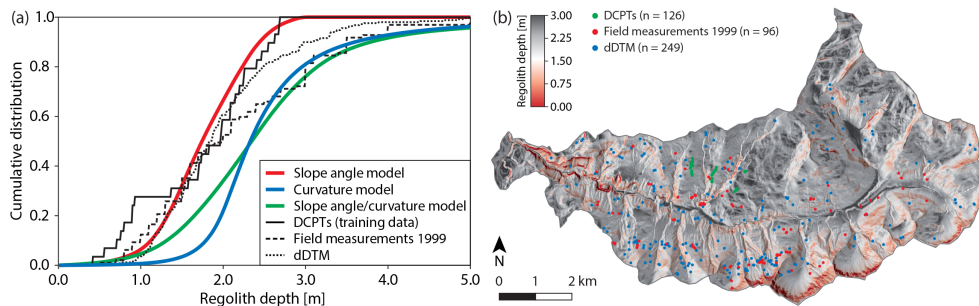 (a)
Cumulative distribution
1.0
0.8
0.6
0.4
0.2
0.0
0.0 1.0 2.0 3.0 4.0 5.0
Regolith depth [m]
Slope angle model
Curvature model
Slope angle/curvature model
DCPTs (training data)
Field measurements 1999
dDTM
(b)
Regolith depth [m]
3.00
1.75
1.50
0.75
0.00
DCPTs (n = 126)
Field measurements 1999 (n = 96)
dDTM (n = 249)
N
0 1 2 km